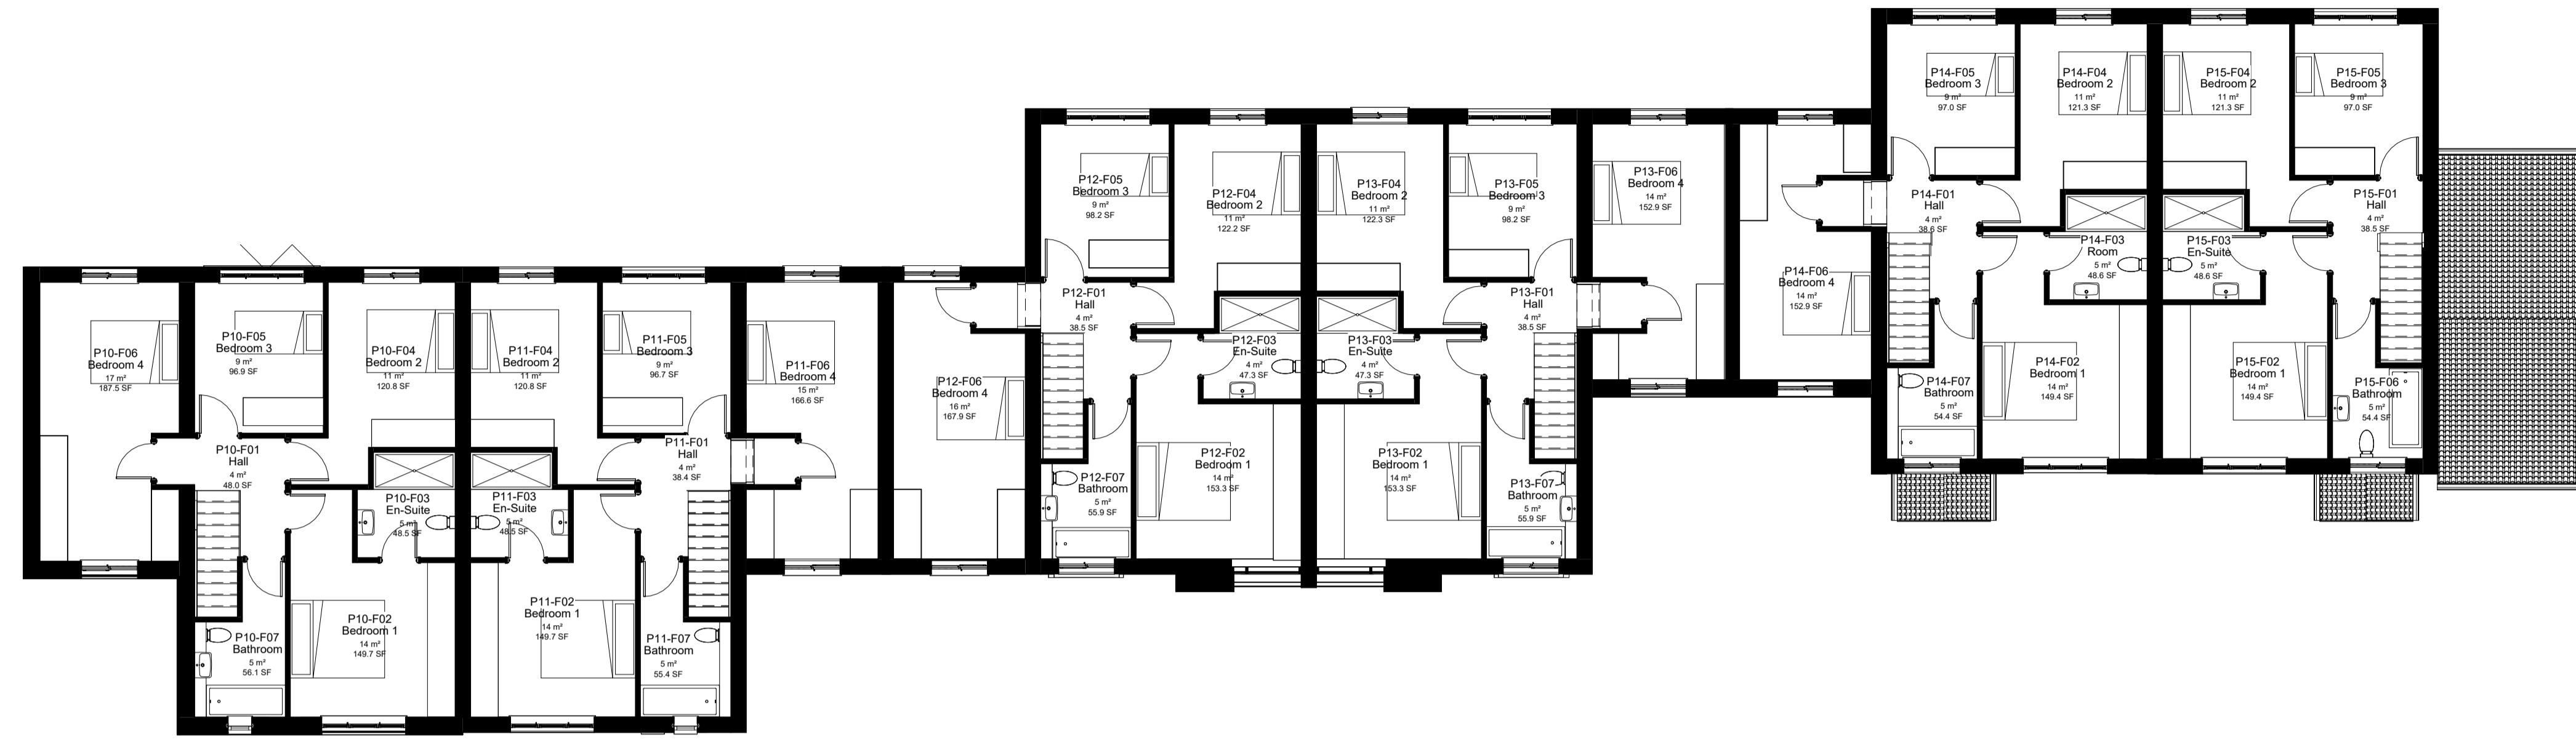 P10-F06
Bedroom 4
17 m²
187.5 SF
P10-F05
Bedroom 3
9 m²
96.9 SF
P10-F04
Bedroom 2
11 m²
120.8 SF
P10-F01
Hall
4 m²
48.0 SF
P10-F03
En-Suite
5 m²
48.5 SF
P10-F02
Bedroom 1
14 m²
149.7 SF
P10-F07
Bathroom
5 m²
56.1 SF
P11-F04
Bedroom 2
11 m²
120.8 SF
P11-F05
Bedroom 3
9 m²
96.7 SF
P11-F06
Bedroom 4
15 m²
166.6 SF
P11-F01
Hall
4 m²
38.4 SF
P11-F03
En-Suite
5 m²
48.5 SF
P11-F02
Bedroom 1
14 m²
149.7 SF
P11-F07
Bathroom
5 m²
55.4 SF
P12-F06
Bedroom 4
16 m²
167.9 SF
P12-F05
Bedroom 3
9 m²
98.2 SF
P12-F04
Bedroom 2
11 m²
122.2 SF
P12-F01
Hall
4 m²
38.5 SF
P12-F03
En-Suite
4 m²
47.3 SF
P12-F02
Bedroom 1
14 m²
153.3 SF
P12-F07
Bathroom
5 m²
55.9 SF
P13-F04
Bedroom 2
11 m²
122.3 SF
P13-F05
Bedroom 3
9 m²
98.2 SF
P13-F06
Bedroom 4
14 m²
152.9 SF
P13-F01
Hall
4 m²
38.5 SF
P13-F03
En-Suite
4 m²
47.3 SF
P13-F02
Bedroom 1
14 m²
153.3 SF
P13-F07
Bathroom
5 m²
55.9 SF
P14-F06
Bedroom 4
14 m²
152.9 SF
P14-F05
Bedroom 3
9 m²
97.0 SF
P14-F04
Bedroom 2
11 m²
121.3 SF
P14-F01
Hall
4 m²
38.6 SF
P14-F03
Room
5 m²
48.6 SF
P14-F02
Bedroom 1
14 m²
149.4 SF
P14-F07
Bathroom
5 m²
54.4 SF
P15-F04
Bedroom 2
11 m²
121.3 SF
P15-F05
Bedroom 3
9 m²
97.0 SF
P15-F01
Hall
4 m²
38.5 SF
P15-F03
En-Suite
5 m²
48.6 SF
P15-F02
Bedroom 1
14 m²
149.4 SF
P15-F06
Bathroom
5 m²
54.4 SF